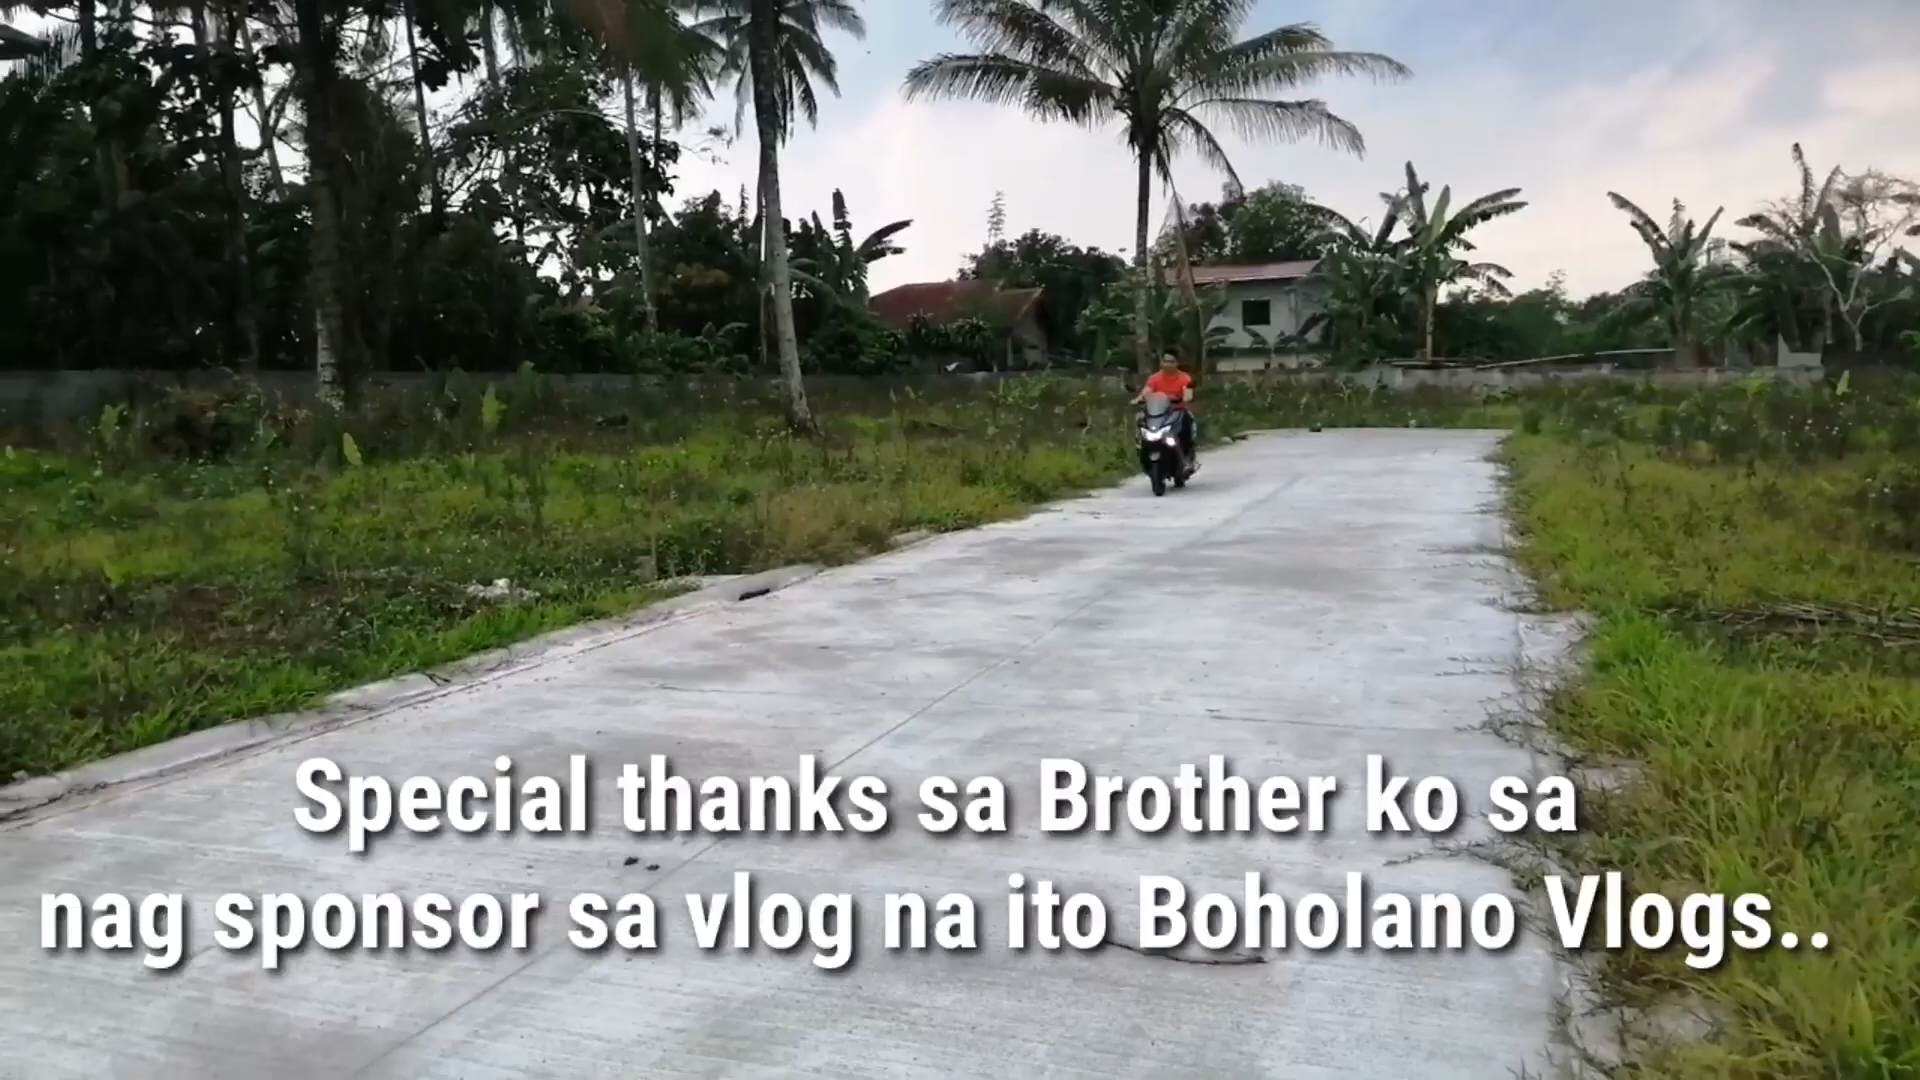 Special thanks sa Brother ko sa
nag sponsor sa vlog na ito Boholano Vlogs..